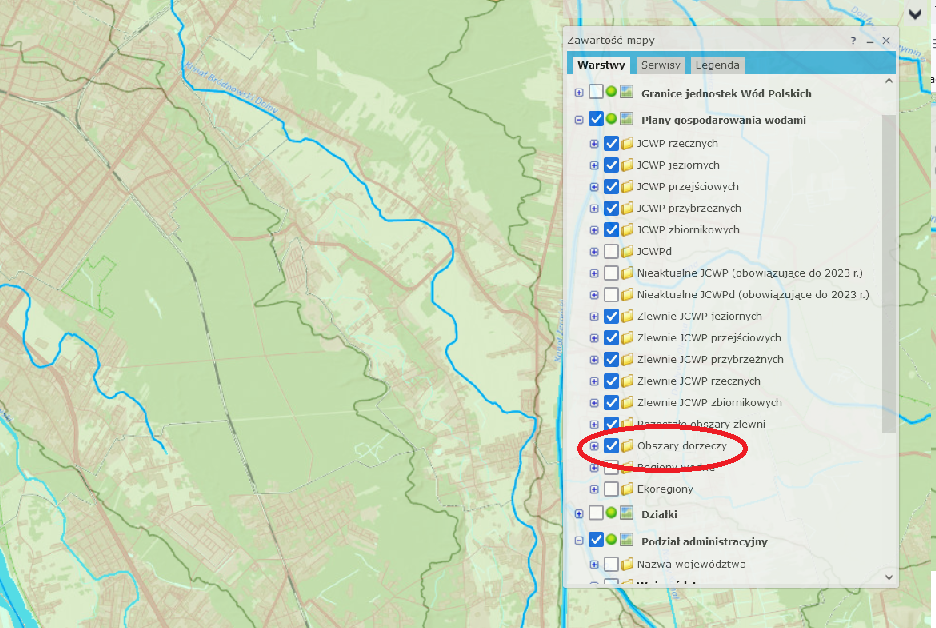 Zawartość mapy
Warstwy Serwisy Legenda
Granice jednostek Wód Polskich
Plany gospodarowania wodami
JCWP rzecznych
JCWP jeziornych
JCWP przejściowych
JCWP przybrzeżnych
JCWP zbiornikowych
JCWPd
Nieaktualne JCWP (obowiązujące do 2023 r.)
Nieaktualne JCWPd (obowiązujące do 2023 r.)
Zlewnie JCWP jeziornych
Zlewnie JCWP przejściowych
Zlewnie JCWP przybrzeżnych
Zlewnie JCWP rzecznych
Zlewnie JCWP zbiornikowych
Pozostałe obszary zlewni
Obszary dorzeczy
Regiony wodne
Ekoregiony
Działki
Podział administracyjny
Nazwa województwa